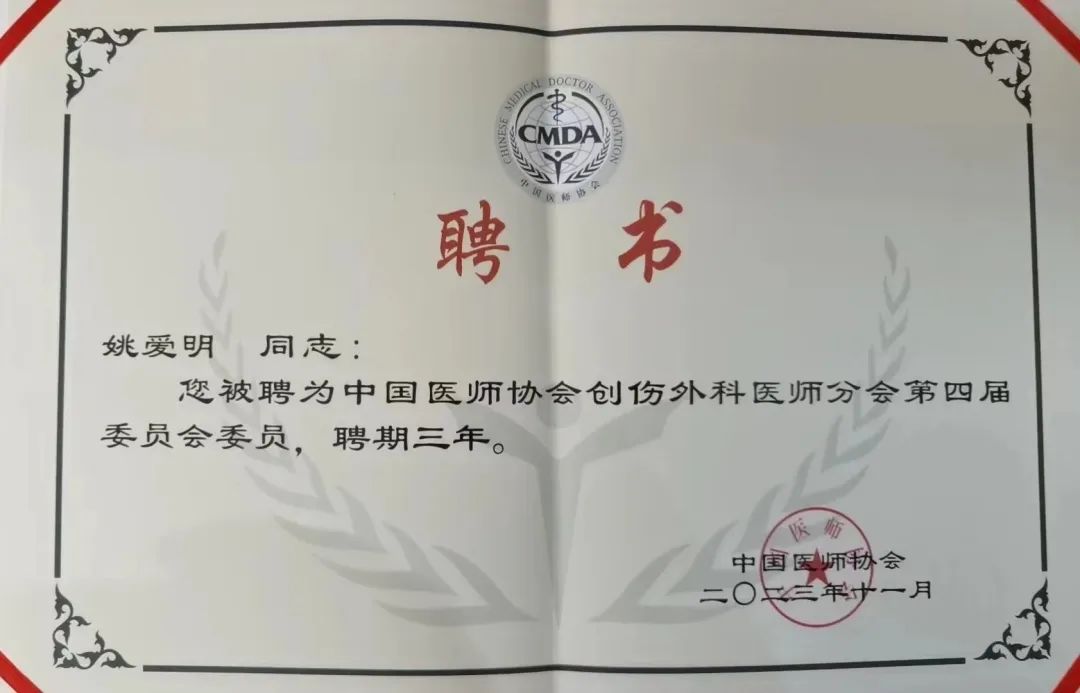 CHINESE MEDICAL DOCTOR ASSOCIATION
CMDA
中国医师协会
聘书
姚爱明 同志：
您被聘为中国医师协会创伤外科医师分会第四届
委员会委员，聘期三年。
中国医师协会
二〇二三年十一月